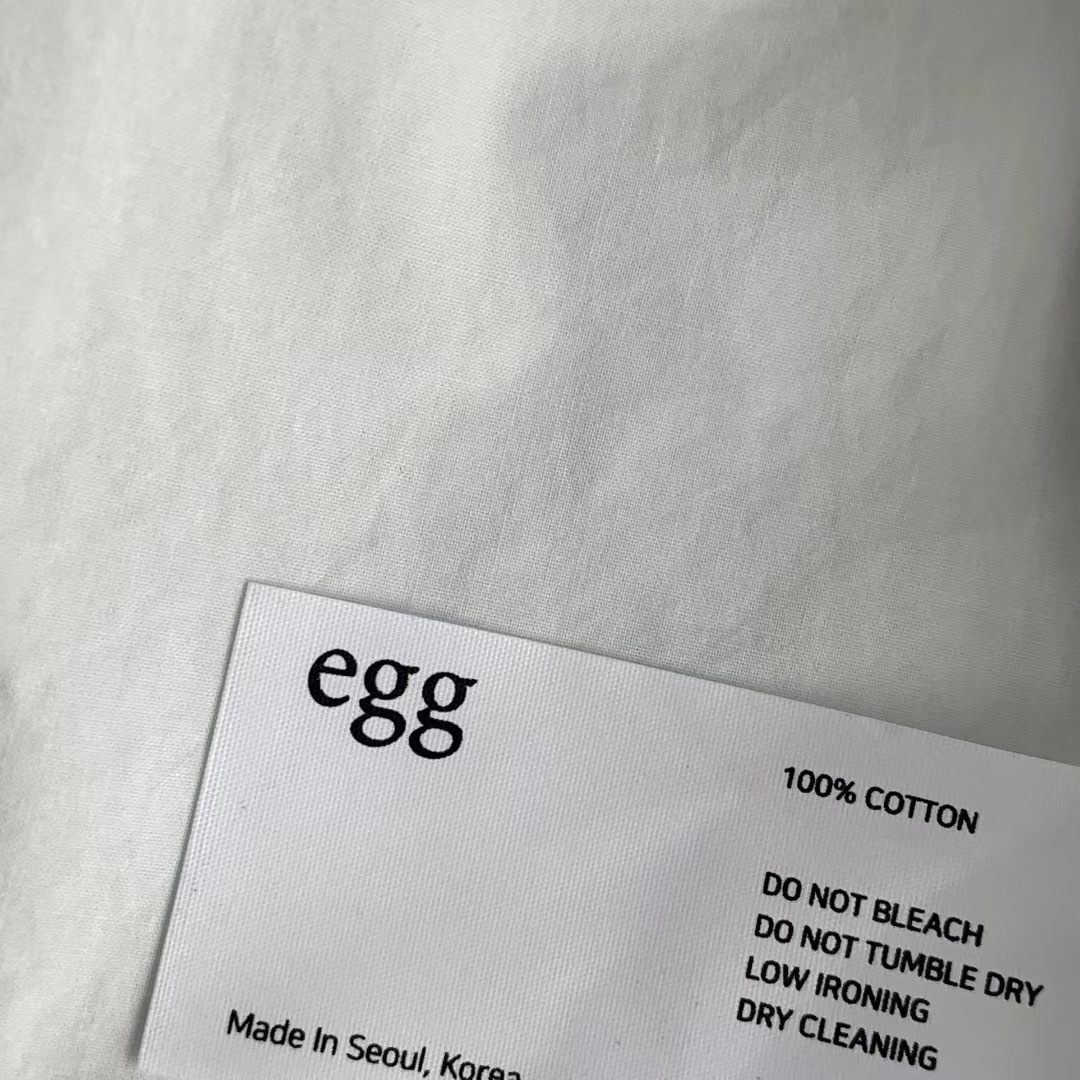 egg
100% COTTON
DO NOT BLEACH
DO NOT TUMBLE DRY
LOW IRONING
DRY CLEANING
Made In Seoul, Korea